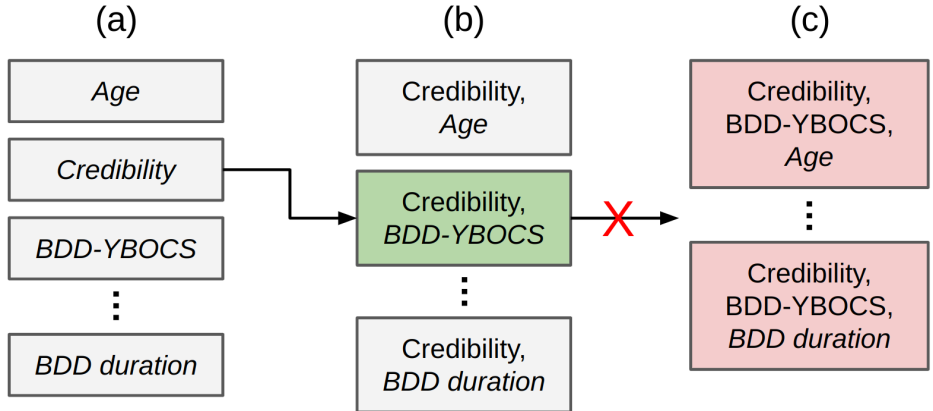 (a)
Age
Credibility
BDD-YBOCS
BDD duration
(b)
Credibility,
Age
Credibility,
BDD-YBOCS
Credibility,
BDD duration
X
(c)
Credibility,
BDD-YBOCS,
Age
Credibility,
BDD-YBOCS,
BDD duration